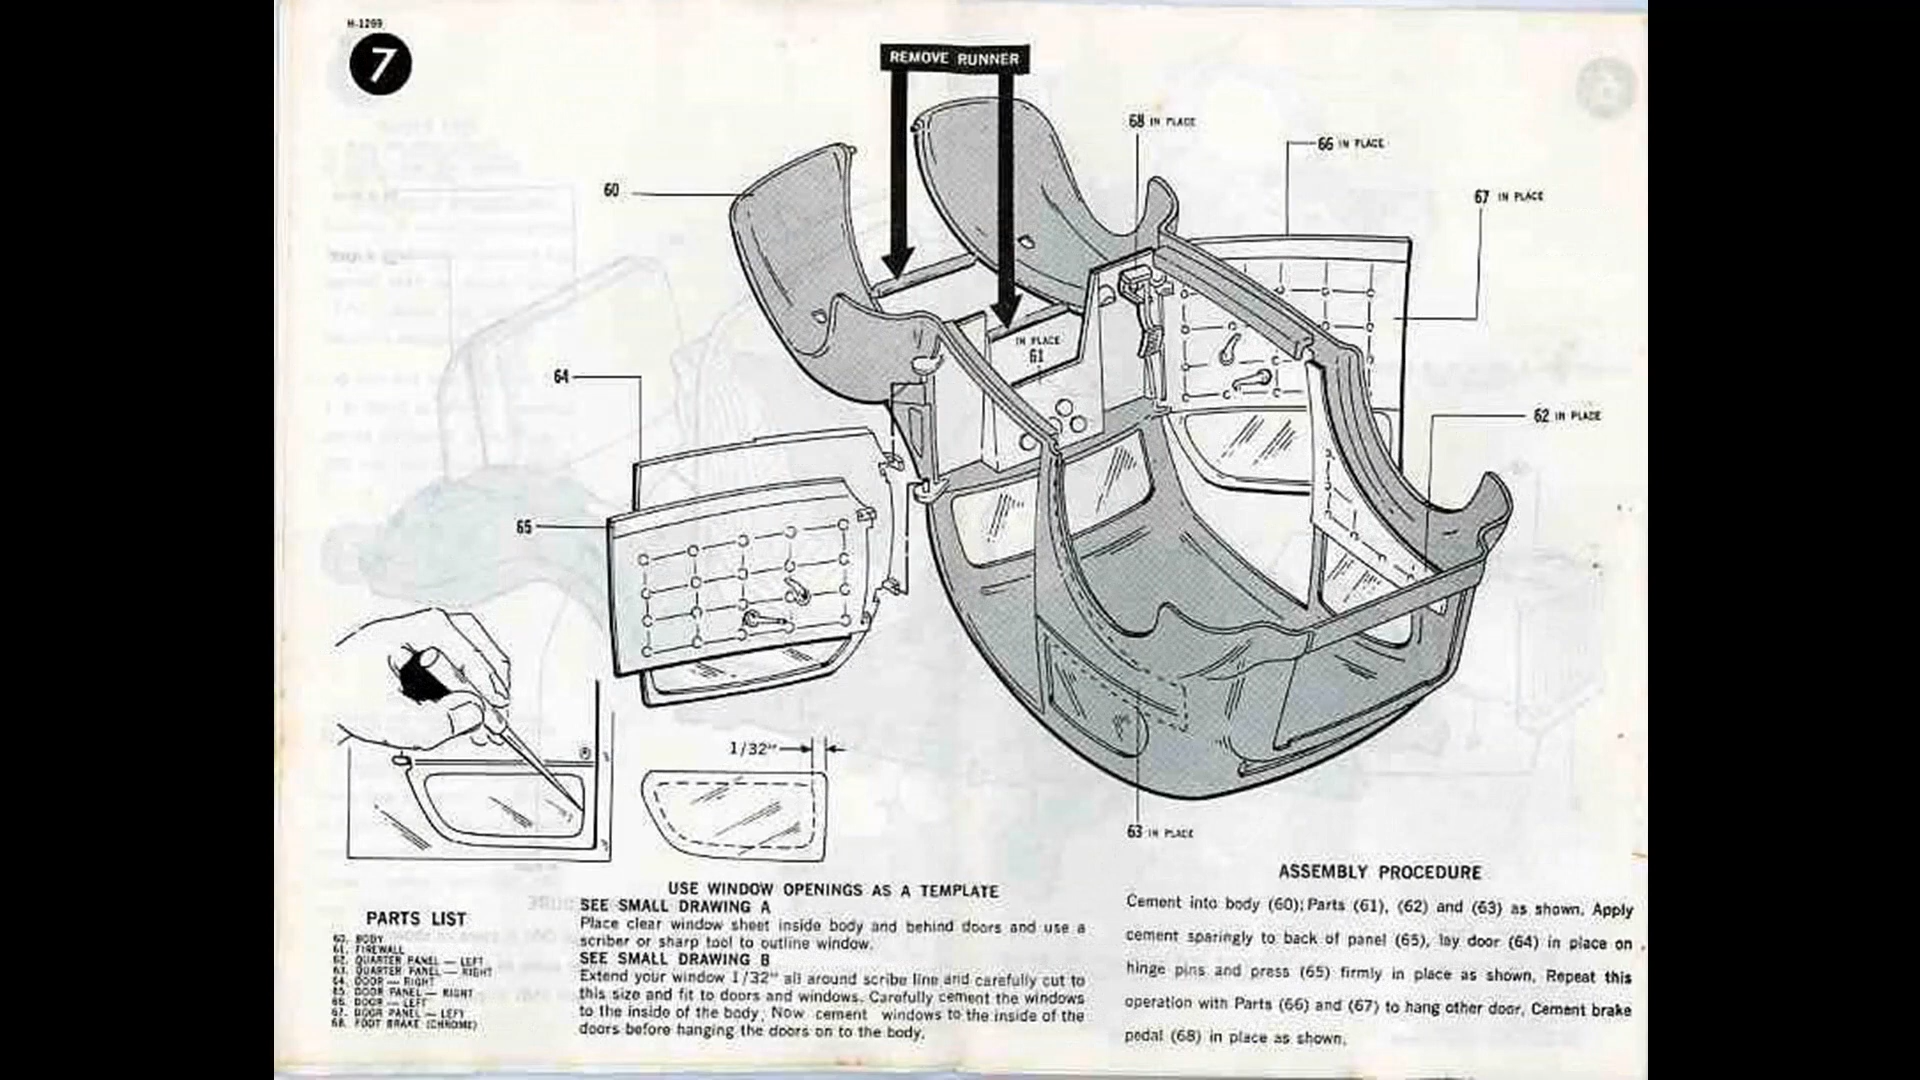 H-1299
7
REMOVE RUNNER
68 IN PLACE
66 IN PLACE
67 IN PLACE
60
IN PLACE
61
64
62 IN PLACE
65
1/32"
63 IN PLACE
USE WINDOW OPENINGS AS A TEMPLATE
SEE SMALL DRAWING A
Place clear window sheet inside body and behind doors and use a
scriber or sharp tool to outline window.
SEE SMALL DRAWING B
Extend your window 1/32" all around scribe line and carefully cut to
this size and fit to doors and windows. Carefully cement the windows
to the inside of the body. Now cement windows to the inside of the
doors before hanging the doors on to the body.
PARTS LIST
60. BODY
61. FIREWALL
62. QUARTER PANEL — LEFT
63. QUARTER PANEL — RIGHT
64. DOOR — RIGHT
65. DOOR PANEL — RIGHT
66. DOOR — LEFT
67. DOOR PANEL — LEFT
68. FOOT BRAKE (CHROME)
ASSEMBLY PROCEDURE
Cement into body (60); Parts (61), (62) and (63) as shown. Apply
cement sparingly to back of panel (65), lay door (64) in place on
hinge pins and press (65) firmly in place as shown. Repeat this
operation with Parts (66) and (67) to hang other door. Cement brake
pedal (68) in place as shown.